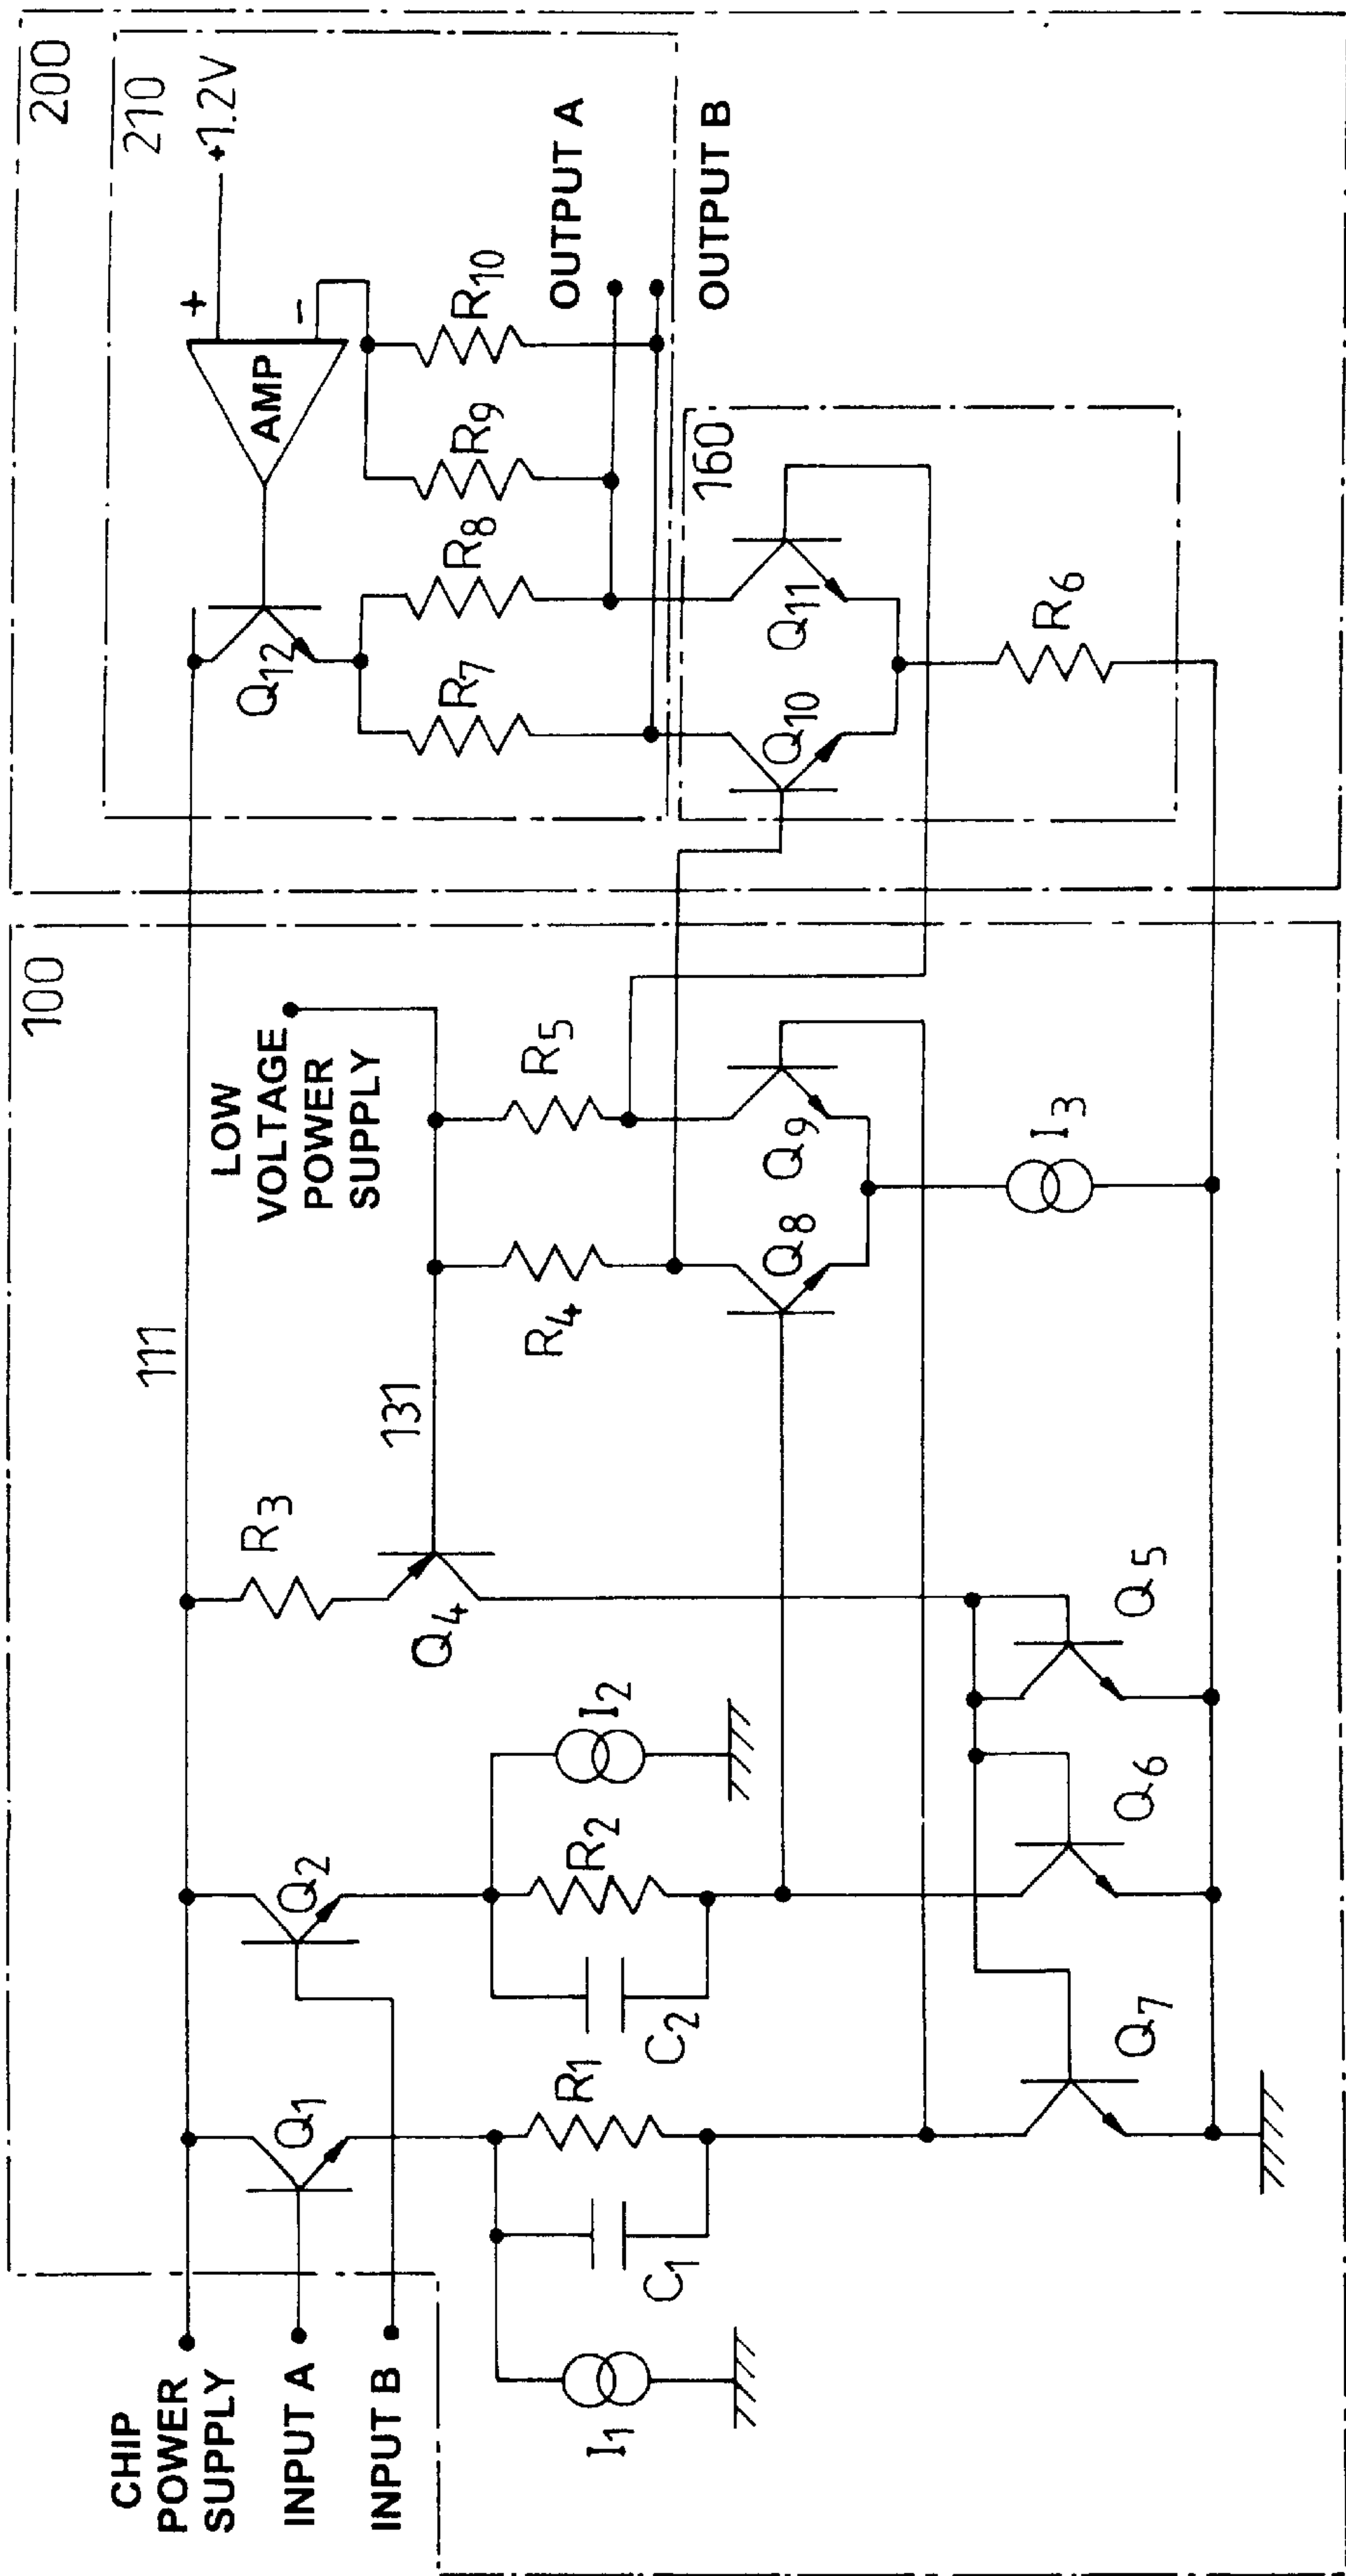 200
210
+1.2V
+
-
AMP
Q12
R7
R8
R9
R10
OUTPUT A
OUTPUT B
160
Q10
Q11
R6
100
111
LOW
VOLTAGE
POWER
SUPPLY
131
R3
Q4
R4
R5
Q8
Q9
I3
CHIP
POWER
SUPPLY
INPUT A
INPUT B
Q1
Q2
I1
C1
R1
C2
R2
I2
Q7
Q6
Q5